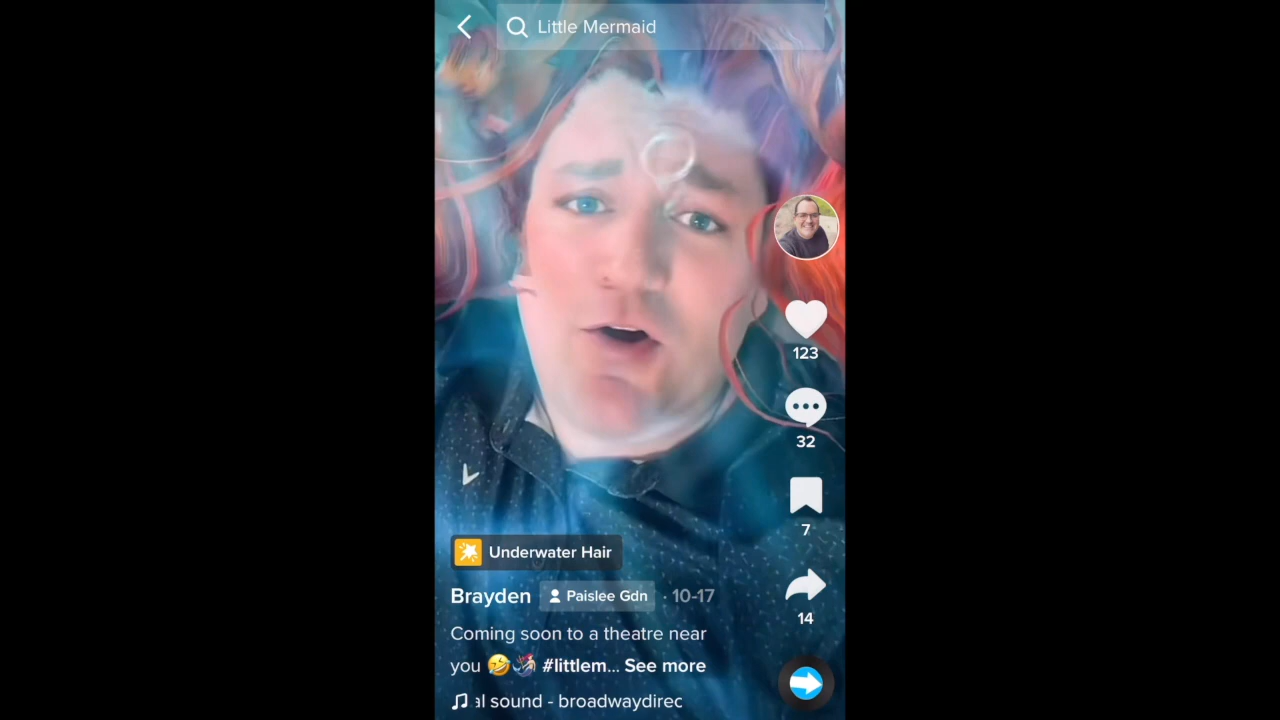 Little Mermaid
123
32
7
14
Underwater Hair
Brayden Paislee Gdn · 10-17
Coming soon to a theatre near
you 🤣🧜‍♀️ #littlem... See more
al sound - broadwaydirec